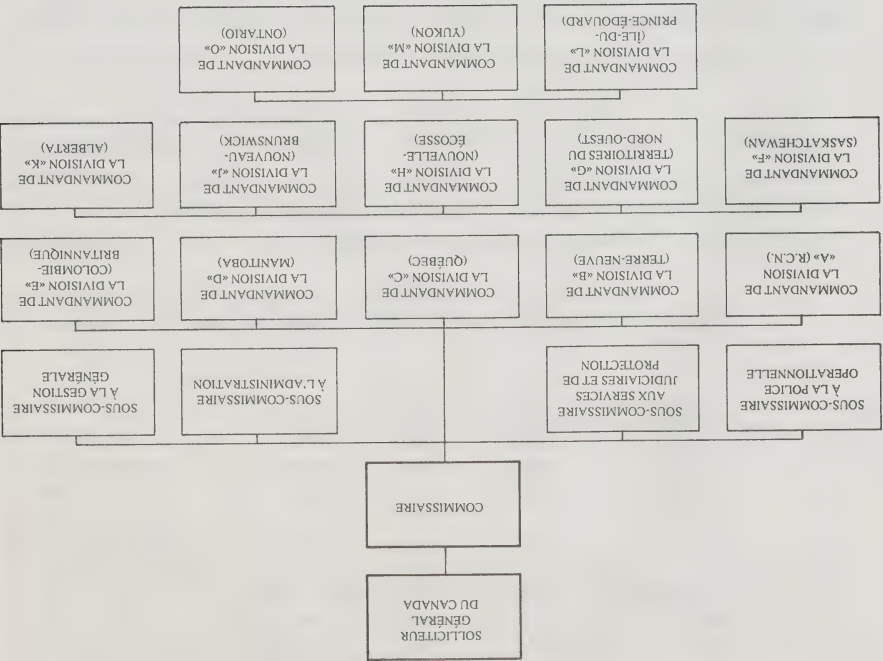 SOLLICITEUR
GÉNÉRAL
DU CANADA
COMMISSAIRE
SOUS-COMMISSAIRE
À LA POLICE
OPERATIONNELLE
SOUS-COMMISSAIRE
AUX SERVICES
JUDICIAIRES ET DE
PROTECTION
SOUS-COMMISSAIRE
À L'ADMINISTRATION
SOUS-COMMISSAIRE
À LA GESTION
GÉNÉRALE
COMMANDANT DE
LA DIVISION
«A» (R.C.N.)
COMMANDANT DE
LA DIVISION «B»
(TERRE-NEUVE)
COMMANDANT DE
LA DIVISION «C»
(QUÉBEC)
COMMANDANT DE
LA DIVISION «D»
(MANITOBA)
COMMANDANT DE
LA DIVISION «E»
(COLOMBIE-
BRITANNIQUE)
COMMANDANT DE
LA DIVISION «F»
(SASKATCHEWAN)
COMMANDANT DE
LA DIVISION «G»
(TERRITOIRES DU
NORD-OUEST)
COMMANDANT DE
LA DIVISION «H»
(NOUVELLE-
ÉCOSSE)
COMMANDANT DE
LA DIVISION «J»
(NOUVEAU-
BRUNSWICK)
COMMANDANT DE
LA DIVISION «K»
(ALBERTA)
COMMANDANT DE
LA DIVISION «L»
(ÎLE-DU-
PRINCE-ÉDOUARD)
COMMANDANT DE
LA DIVISION «M»
(YUKON)
COMMANDANT DE
LA DIVISION «O»
(ONTARIO)